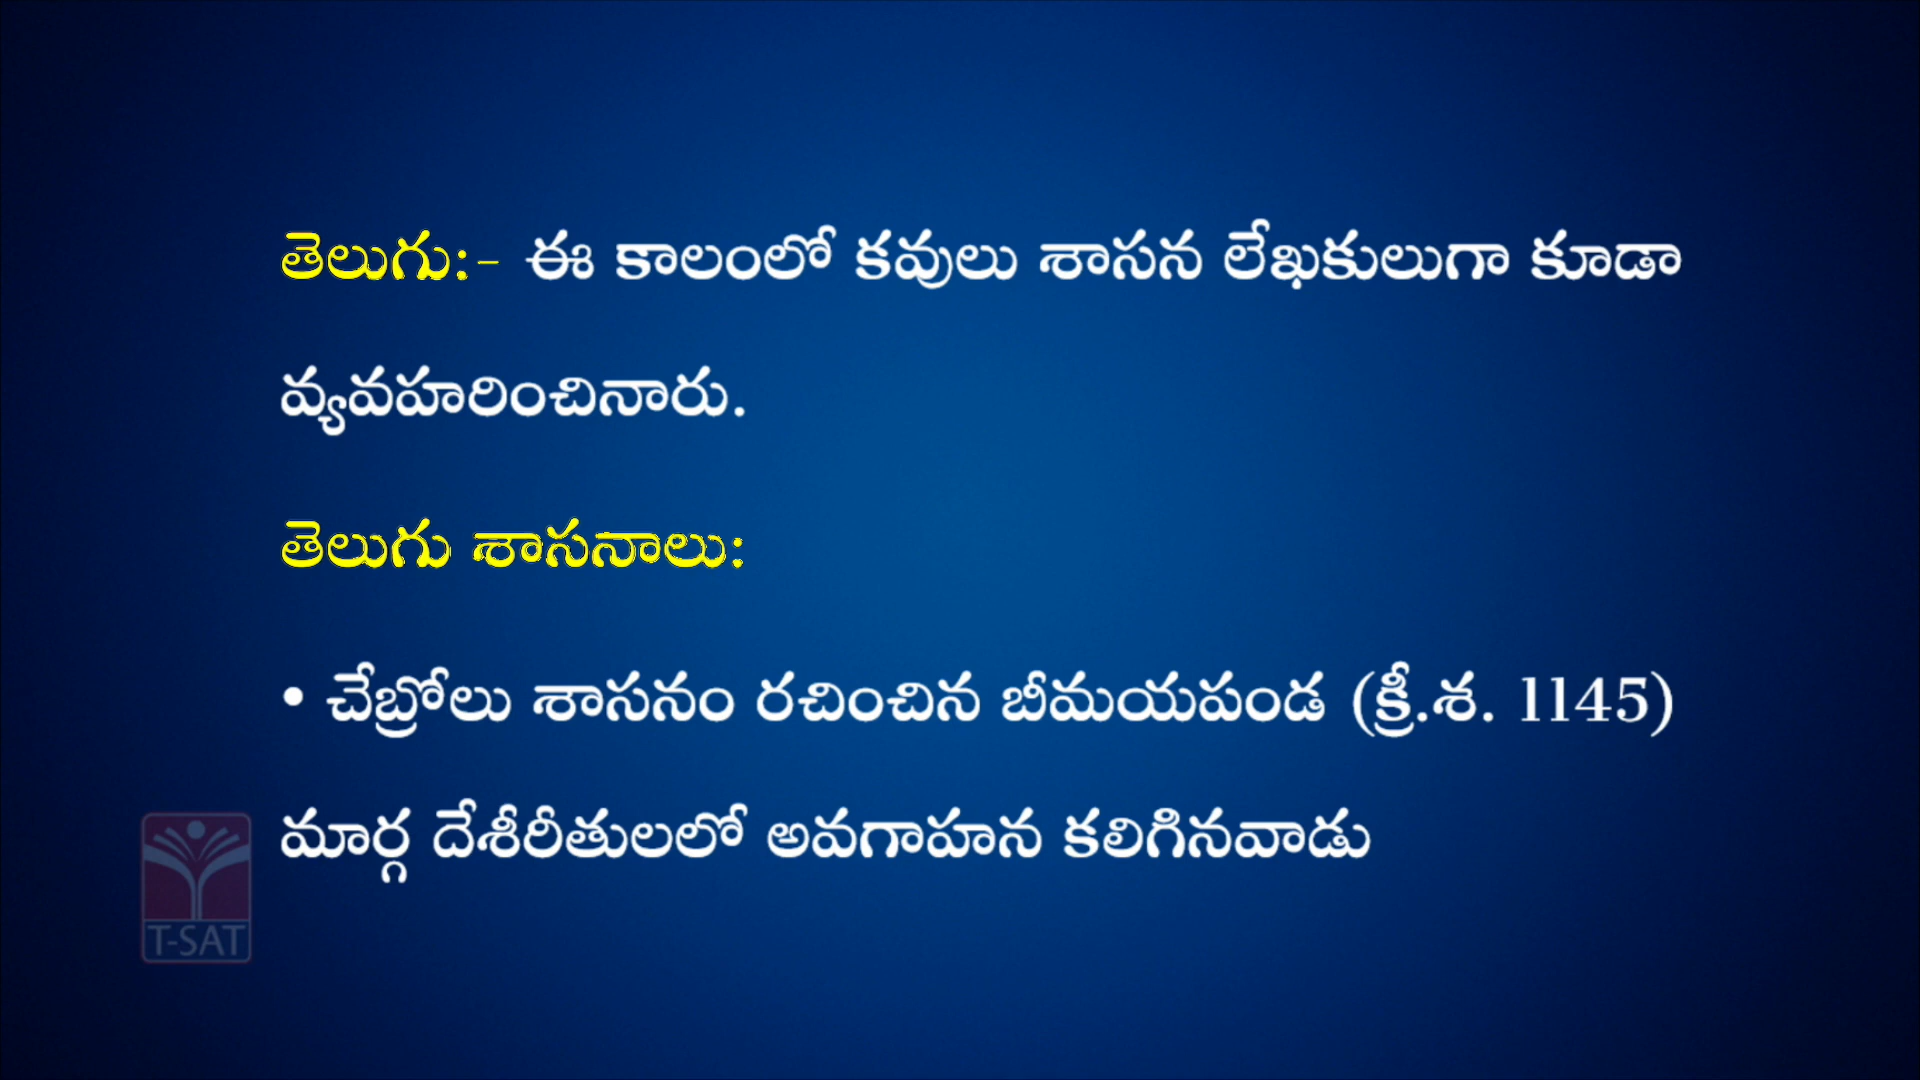 తెలుగు:- ఈ కాలంలో కవులు శాసన లేఖకులుగా కూడా
వ్యవహరించినారు.
తెలుగు శాసనాలు:
• చేబ్రోలు శాసనం రచించిన బీమయపండ (క్రీ.శ. 1145)
మార్గ దేశీరీతులలో అవగాహన కలిగినవాడు
T-SAT